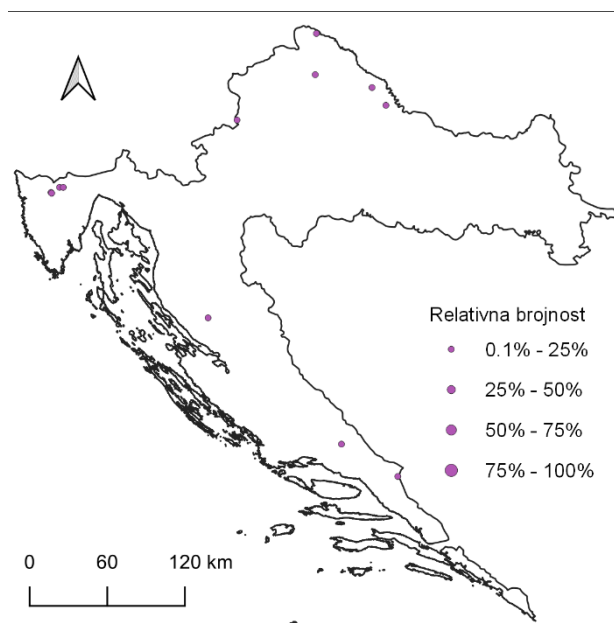 Relativna brojnost
0.1% - 25%
25% - 50%
50% - 75%
75% - 100%
0 60 120 km